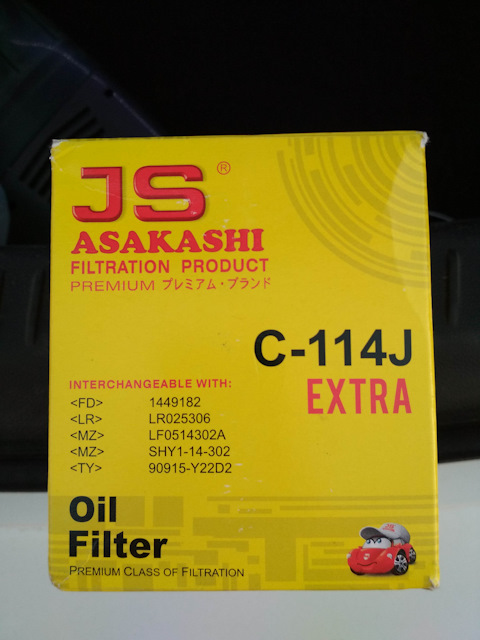 JS®
ASAKASHI
FILTRATION PRODUCT
PREMIUM プレミアム・ブランド
C-114J
EXTRA
INTERCHANGEABLE WITH:
<FD> 1449182
<LR> LR025306
<MZ> LF0514302A
<MZ> SHY1-14-302
<TY> 90915-Y22D2
Oil
Filter
PREMIUM CLASS OF FILTRATION